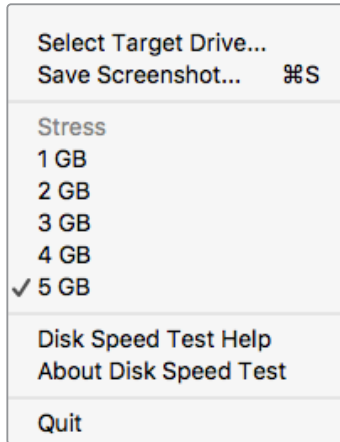 Select Target Drive...
Save Screenshot... ⌘S
Stress
1 GB
2 GB
3 GB
4 GB
✓ 5 GB
Disk Speed Test Help
About Disk Speed Test
Quit